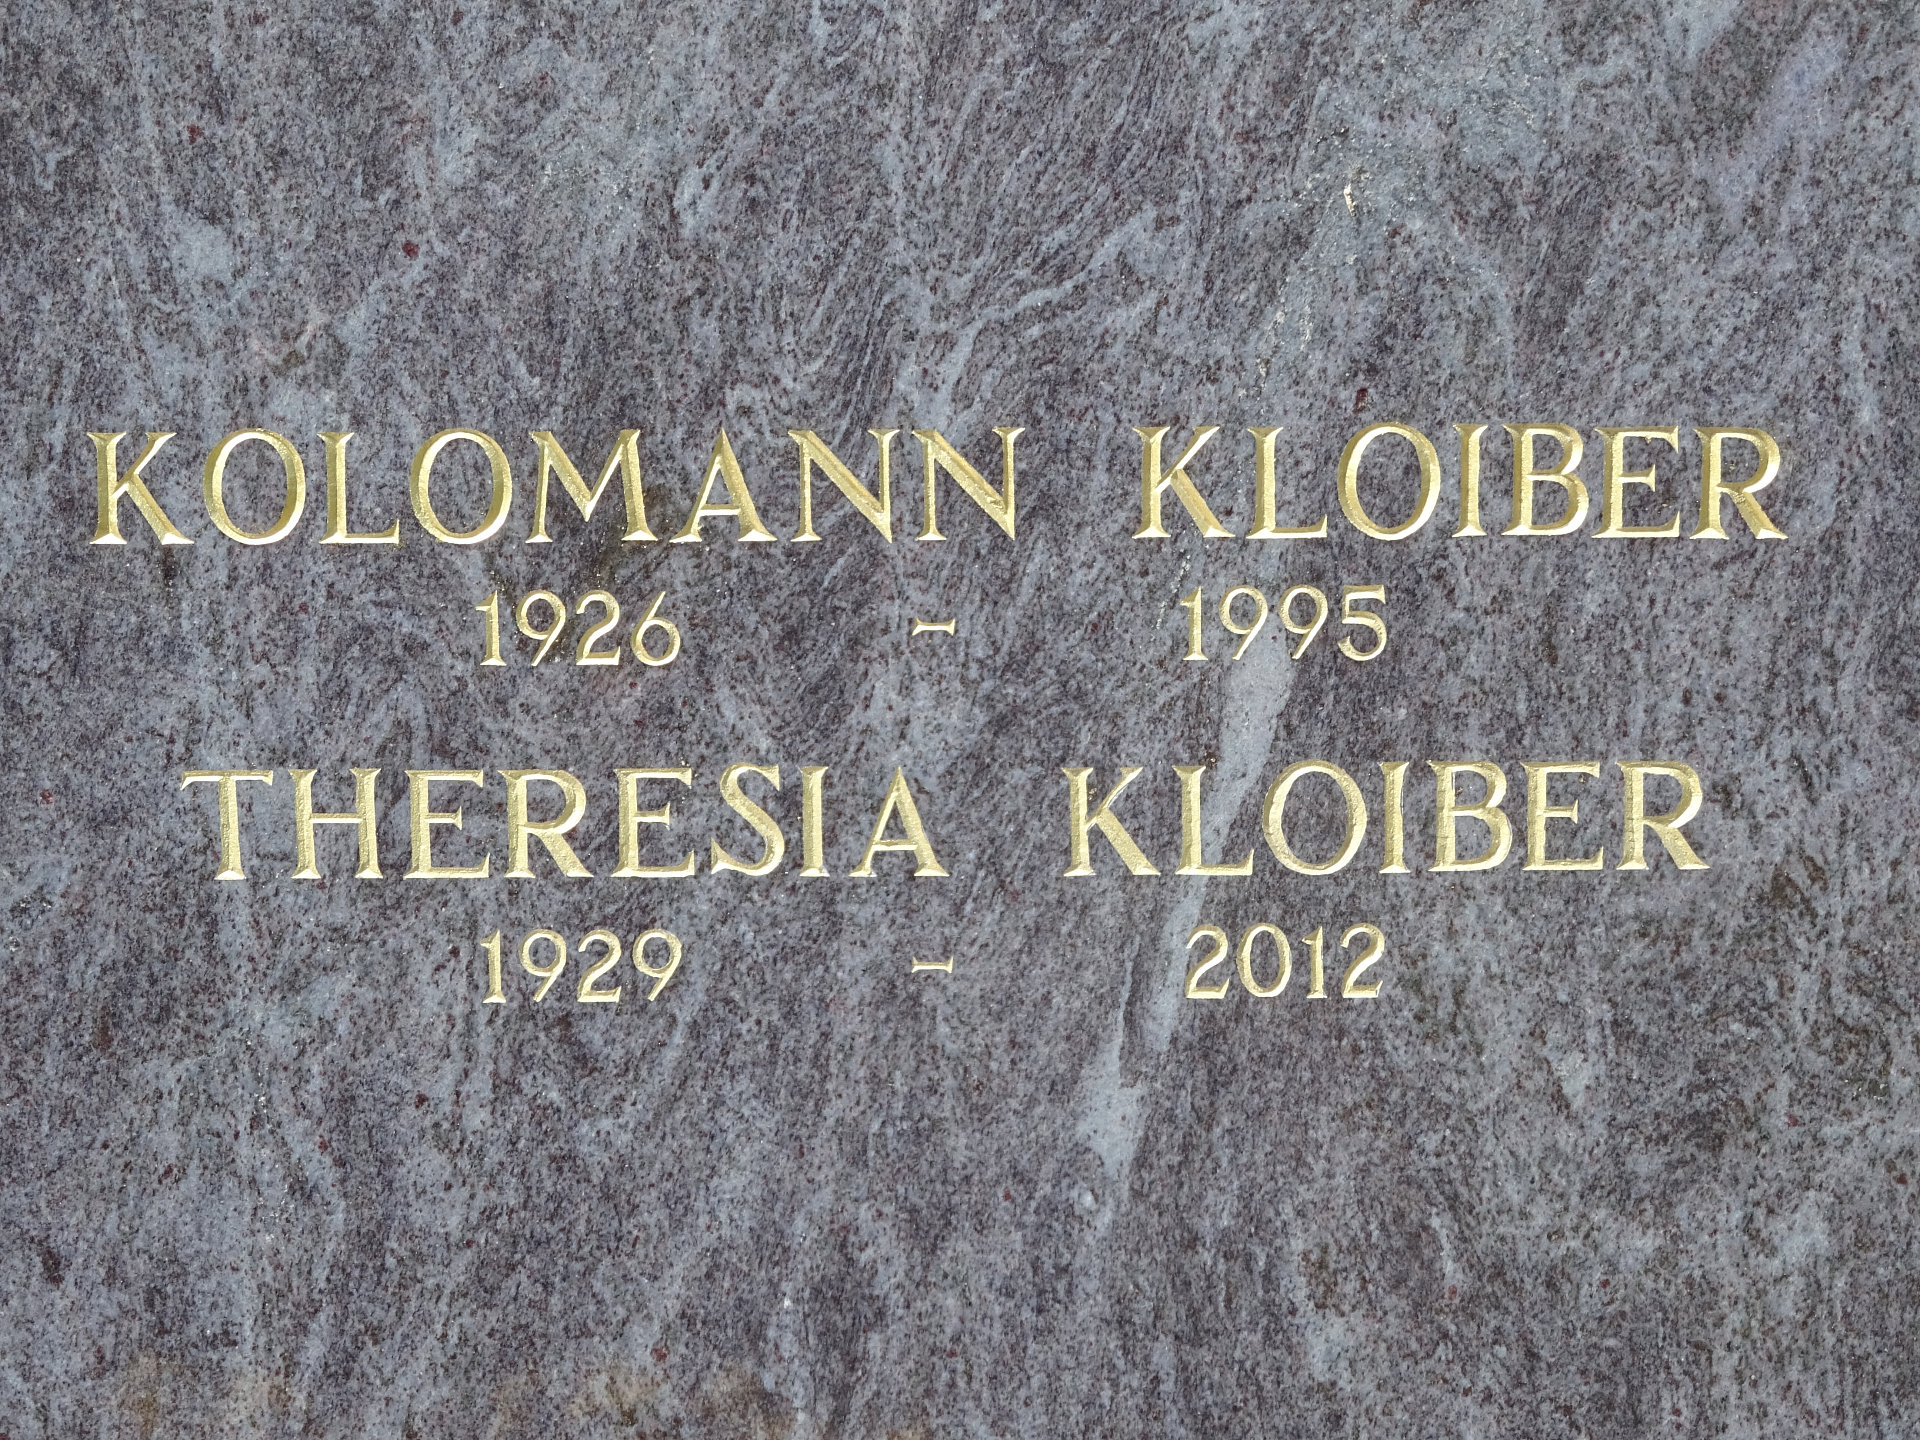 KOLOMANN KLOIBER
1926 - 1995
THERESIA KLOIBER
1929 - 2012